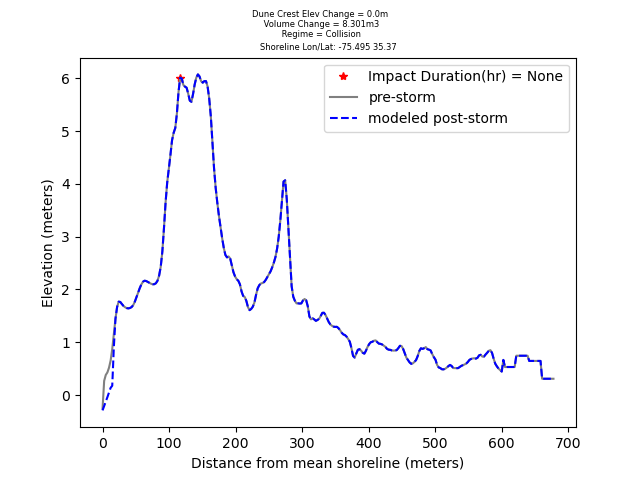 Dune Crest Elev Change = 0.0m
Volume Change = 8.301m3
Regime = Collision
Shoreline Lon/Lat: -75.495 35.37
Impact Duration(hr) = None
pre-storm
modeled post-storm
Elevation (meters)
6
5
4
3
2
1
0
0 100 200 300 400 500 600 700
Distance from mean shoreline (meters)